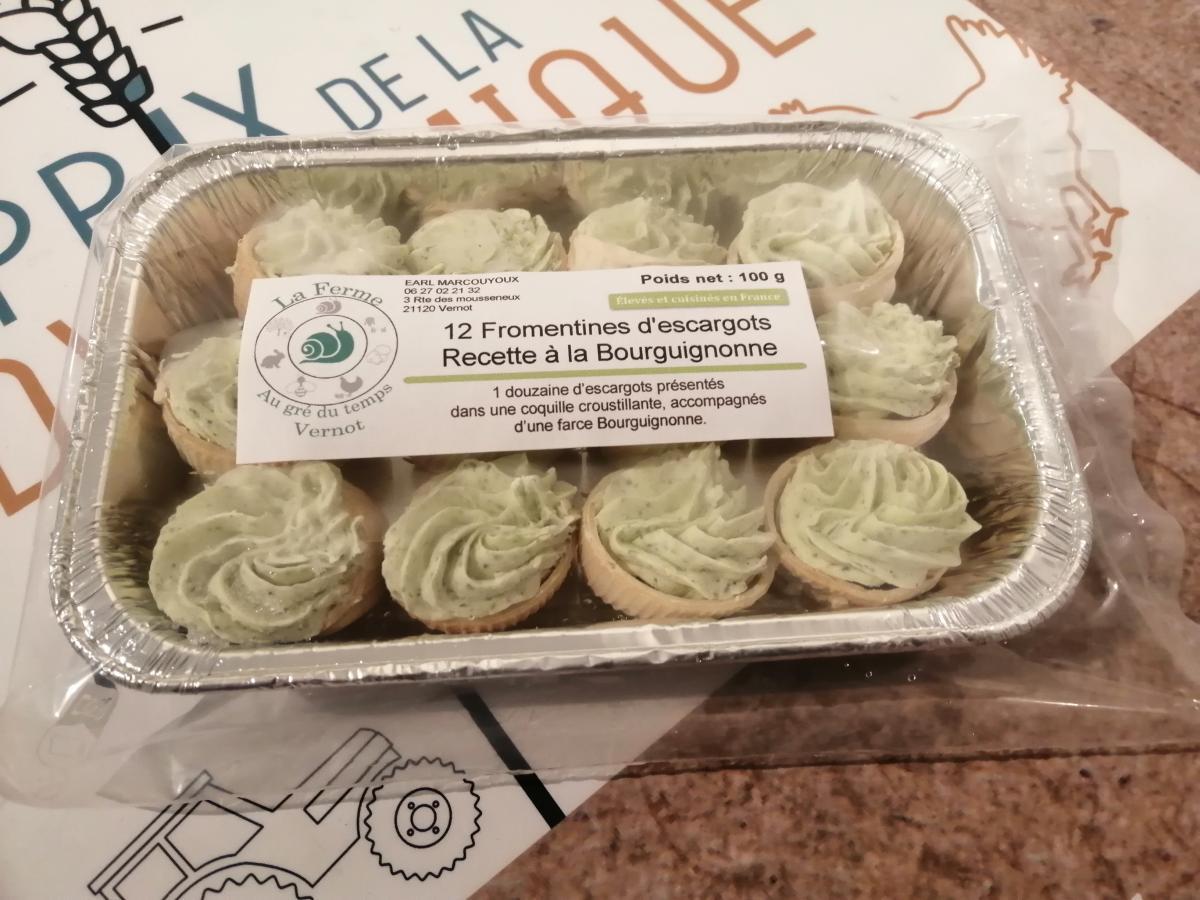 PRIX
DE LA
La Ferme
Au gré du temps
Vernot
EARL MARCOUYOUX
06 27 02 21 32
3 Rte des mousseneux
21120 Vernot
Poids net : 100 g
Élevés et cuisinés en France
12 Fromentines d'escargots
Recette à la Bourguignonne
1 douzaine d'escargots présentés
dans une coquille croustillante, accompagnés
d'une farce Bourguignonne.